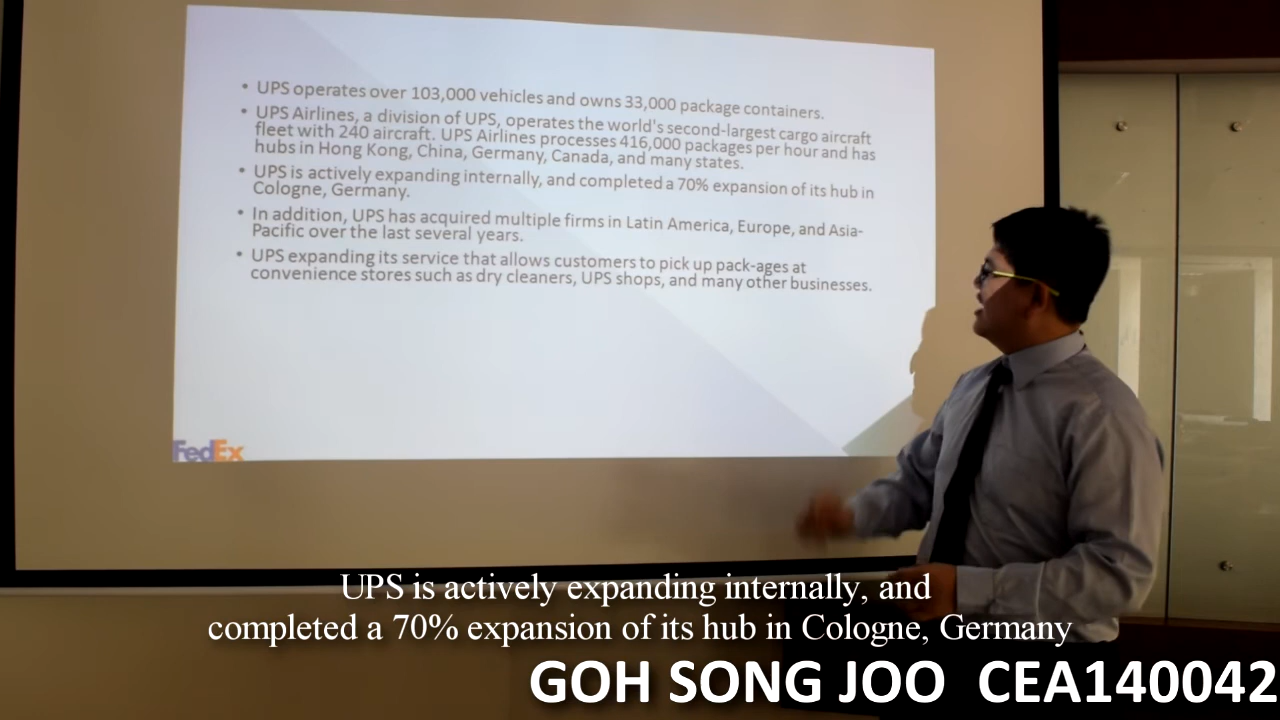 • UPS operates over 103,000 vehicles and owns 33,000 package containers.
• UPS Airlines, a division of UPS, operates the world's second-largest cargo aircraft
fleet with 240 aircraft. UPS Airlines processes 416,000 packages per hour and has
hubs in Hong Kong, China, Germany, Canada, and many states.
• UPS is actively expanding internally, and completed a 70% expansion of its hub in
Cologne, Germany.
• In addition, UPS has acquired multiple firms in Latin America, Europe, and Asia-
Pacific over the last several years.
• UPS expanding its service that allows customers to pick up pack-ages at
convenience stores such as dry cleaners, UPS shops, and many other businesses.
FedEx
UPS is actively expanding internally, and
completed a 70% expansion of its hub in Cologne, Germany
GOH SONG JOO CEA140042